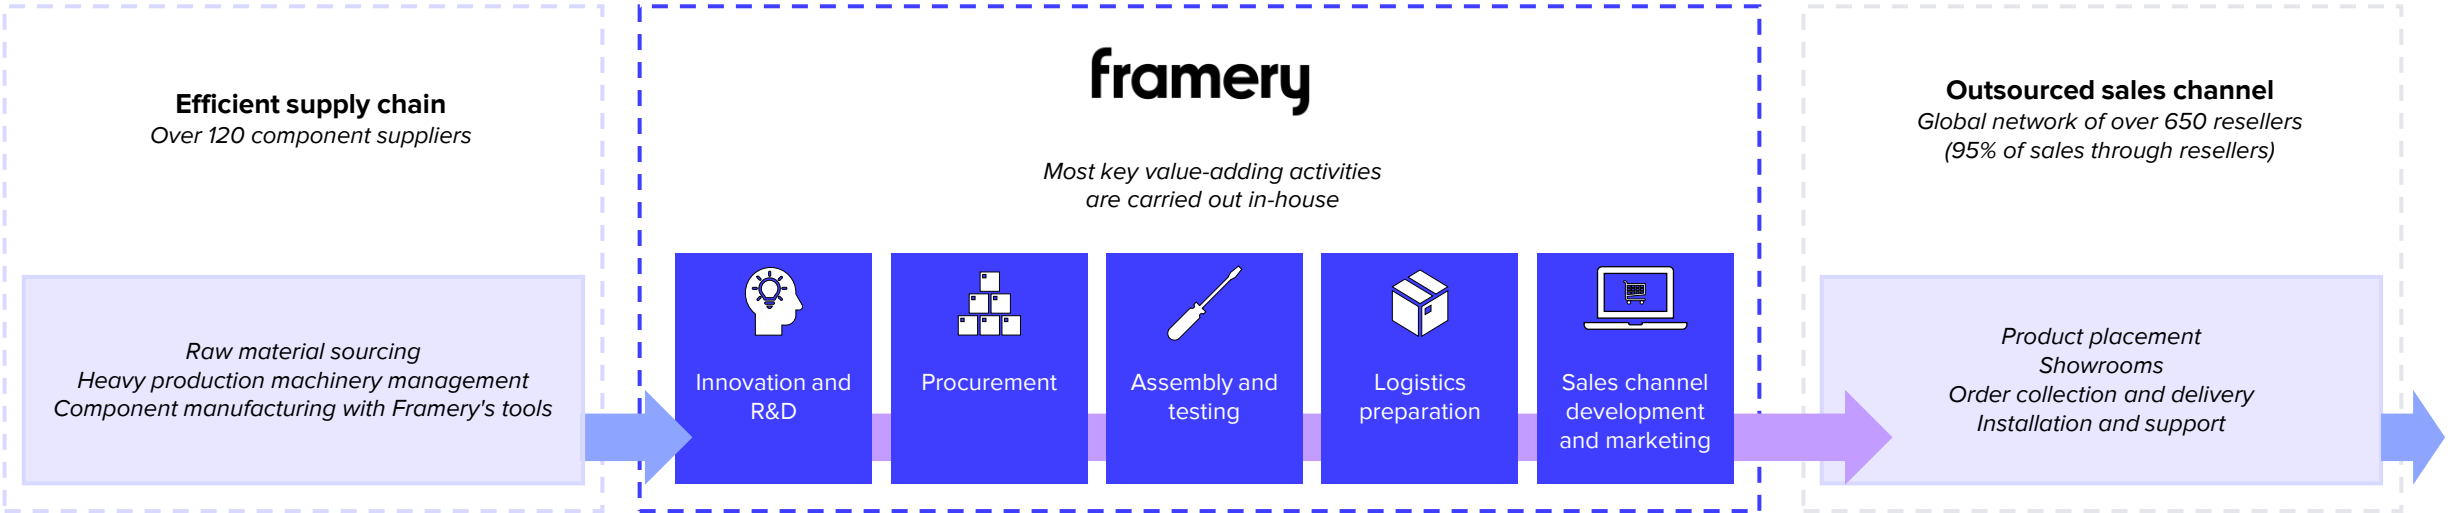 Efficient supply chain
Over 120 component suppliers
Raw material sourcing
Heavy production machinery management
Component manufacturing with Framery's tools
framery
Most key value-adding activities
are carried out in-house
Innovation and
R&D
Procurement
Assembly and
testing
Logistics
preparation
Sales channel
development
and marketing
Outsourced sales channel
Global network of over 650 resellers
(95% of sales through resellers)
Product placement
Showrooms
Order collection and delivery
Installation and support